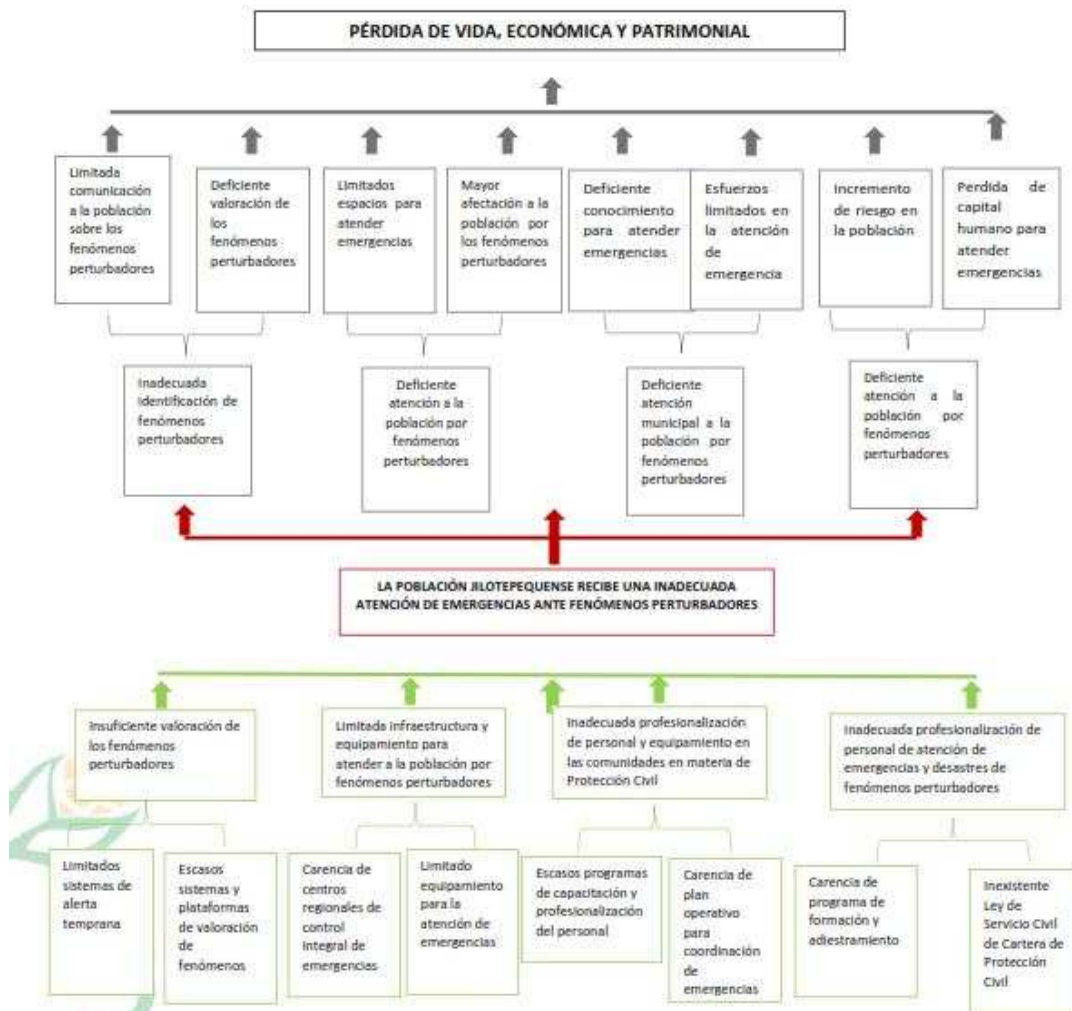 PÉRDIDA DE VIDA, ECONÓMICA Y PATRIMONIAL
Limitada
comunicación
a la población
sobre los
fenómenos
perturbadores
Deficiente
valoración de
los
fenómenos
perturbadores
Limitados
espacios para
atender
emergencias
Mayor
afectación a la
población por
los fenómenos
perturbadores
Deficiente
conocimiento
para atender
emergencias
Esfuerzos
limitados en
la atención
de
emergencia
Incremento
de riesgo en
la población
Perdida de
capital
humano para
atender
emergencias
Inadecuada
identificación de
fenómenos
perturbadores
Deficiente
atención a la
población por
fenómenos
perturbadores
Deficiente
atención
municipal a la
población por
fenómenos
perturbadores
Deficiente
atención a la
población por
fenómenos
perturbadores
LA POBLACIÓN JILOTEPEQUENSE RECIBE UNA INADECUADA
ATENCIÓN DE EMERGENCIAS ANTE FENÓMENOS PERTURBADORES
Insuficiente valoración de
los fenómenos
perturbadores
Limitada infraestructura y
equipamiento para
atender a la población por
fenómenos perturbadores
Inadecuada profesionalización
de personal y equipamiento en
las comunidades en materia de
Protección Civil
Inadecuada profesionalización de
personal de atención de
emergencias y desastres de
fenómenos perturbadores
Limitados
sistemas de
alerta
temprana
Escasos
sistemas y
plataformas
de valoración
de
fenómenos
Carencia de
centros
regionales de
control
integral de
emergencias
Limitado
equipamiento
para la
atención de
emergencias
Escasos programas
de capacitación y
profesionalización
del personal
Carencia de
plan
operativo
para
coordinación
de
emergencias
Carencia de
programa de
formación y
adiestramiento
Inexistente
Ley de
Servicio Civil
de Cartera de
Protección
Civil